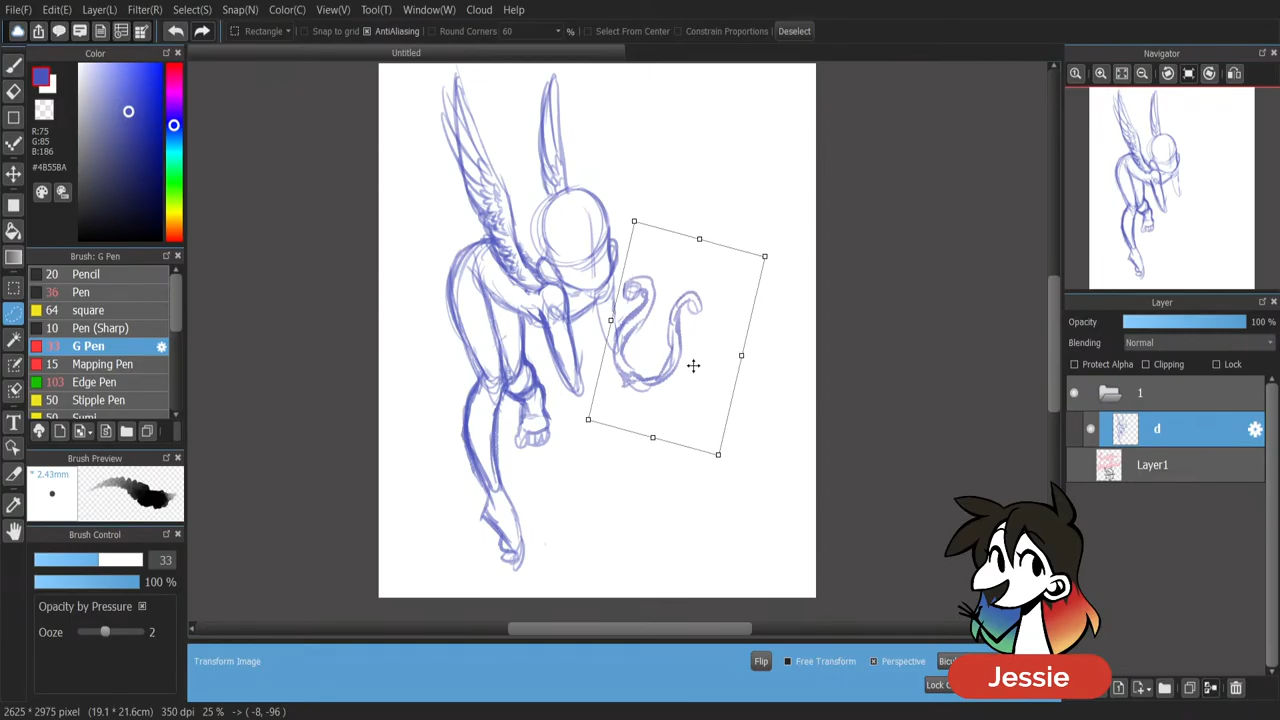 File(F) Edit(E) Layer(L) Filter(R) Select(S) Snap(N) Color(C) View(V) Tool(T) Window(W) Cloud Help
Rectangle Snap to grid AntiAliasing Round Corners 60 % Select From Center Constrain Proportions Deselect
Color
Untitled
Navigator
R:75
G:85
B:186
#4B55BA
Brush: G Pen
20 Pencil
36 Pen
64 square
10 Pen (Sharp)
33 G Pen
15 Mapping Pen
103 Edge Pen
50 Stipple Pen
50 Sumi
Brush Preview
* 2.43mm
Brush Control
33
100 %
Opacity by Pressure
Ooze 2
Layer
Opacity 100 %
Blending Normal
Protect Alpha Clipping Lock
1
d
Layer1
Transform Image
Flip Free Transform Perspective
Lock
Jessie
2625 * 2975 pixel (19.1 * 21.6cm) 350 dpi 25 % -> ( -8, -96 )